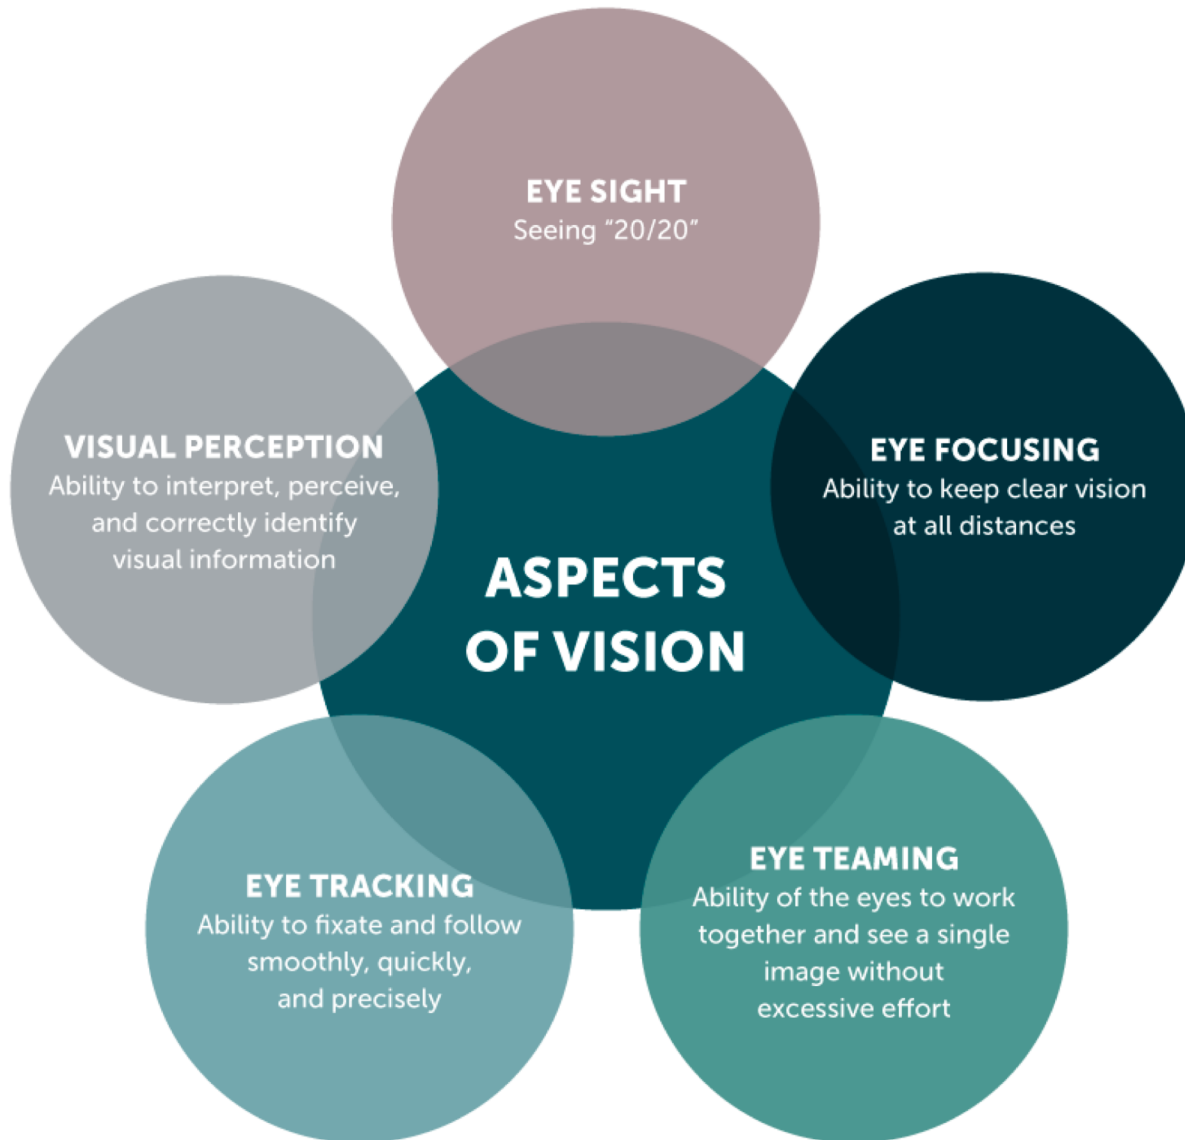 EYE SIGHT
Seeing “20/20”
VISUAL PERCEPTION
Ability to interpret, perceive,
and correctly identify
visual information
EYE FOCUSING
Ability to keep clear vision
at all distances
ASPECTS
OF VISION
EYE TRACKING
Ability to fixate and follow
smoothly, quickly,
and precisely
EYE TEAMING
Ability of the eyes to work
together and see a single
image without
excessive effort